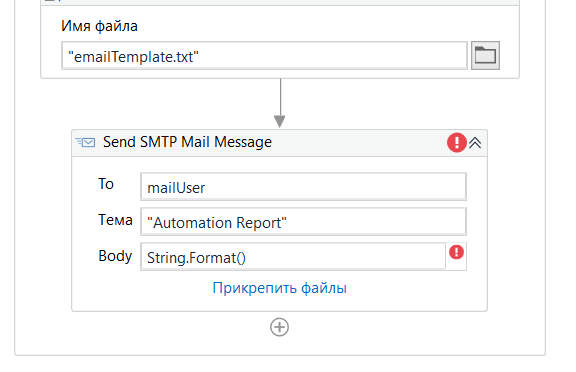 Имя файла
"emailTemplate.txt"
Send SMTP Mail Message
To
mailUser
Тема
"Automation Report"
Body
String.Format()
Прикрепить файлы